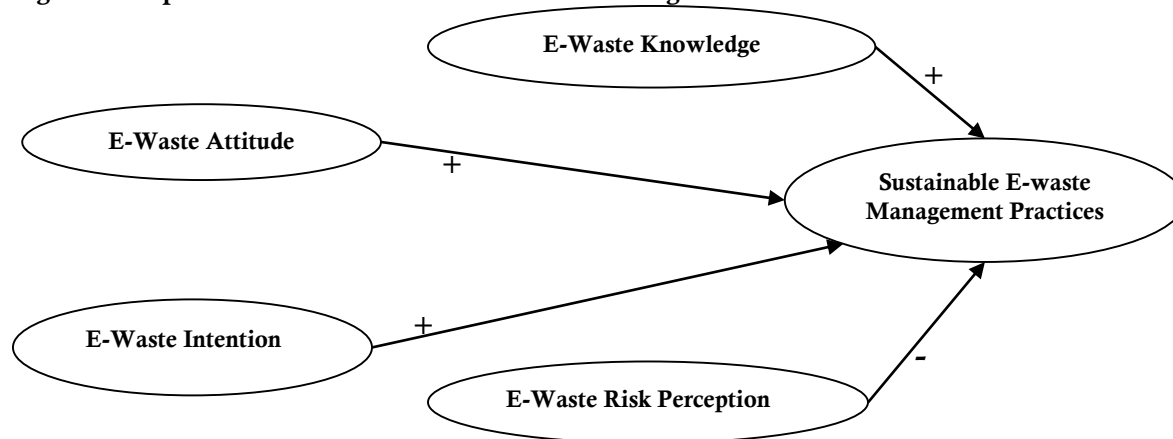 E-Waste Knowledge
+
E-Waste Attitude
+
Sustainable E-waste
Management Practices
E-Waste Intention
+
E-Waste Risk Perception
-